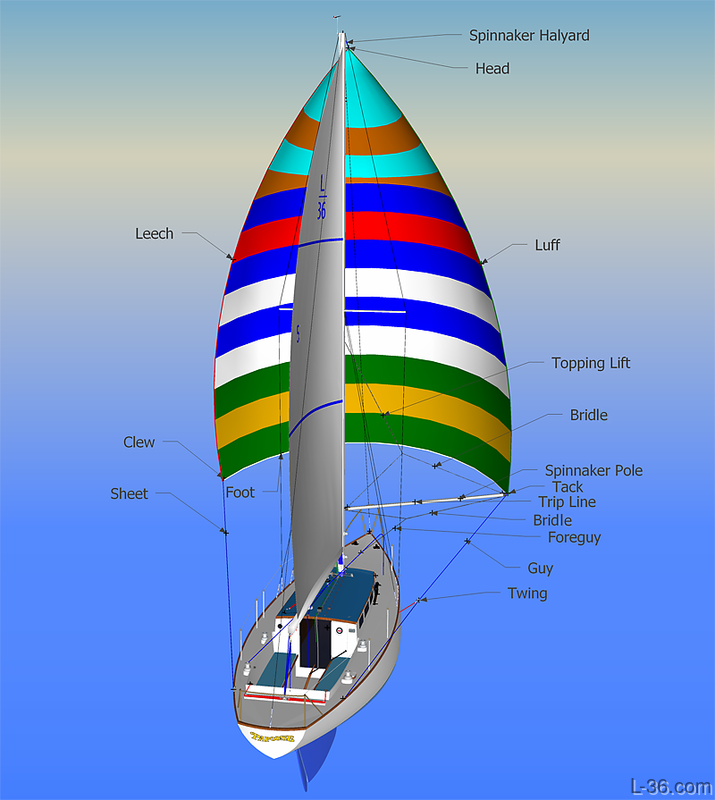 Spinnaker Halyard
Head
L
36
Leech
Luff
S
Topping Lift
Bridle
Clew
Spinnaker Pole
Tack
Sheet
Foot
Trip Line
Bridle
Foreguy
Guy
Twing
L-36.com